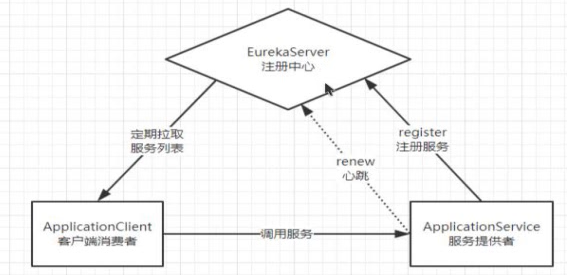 EurekaServer
注册中心
定期拉取
服务列表
register
注册服务
renew
心跳
ApplicationClient
客户端消费者
调用服务
ApplicationService
服务提供者